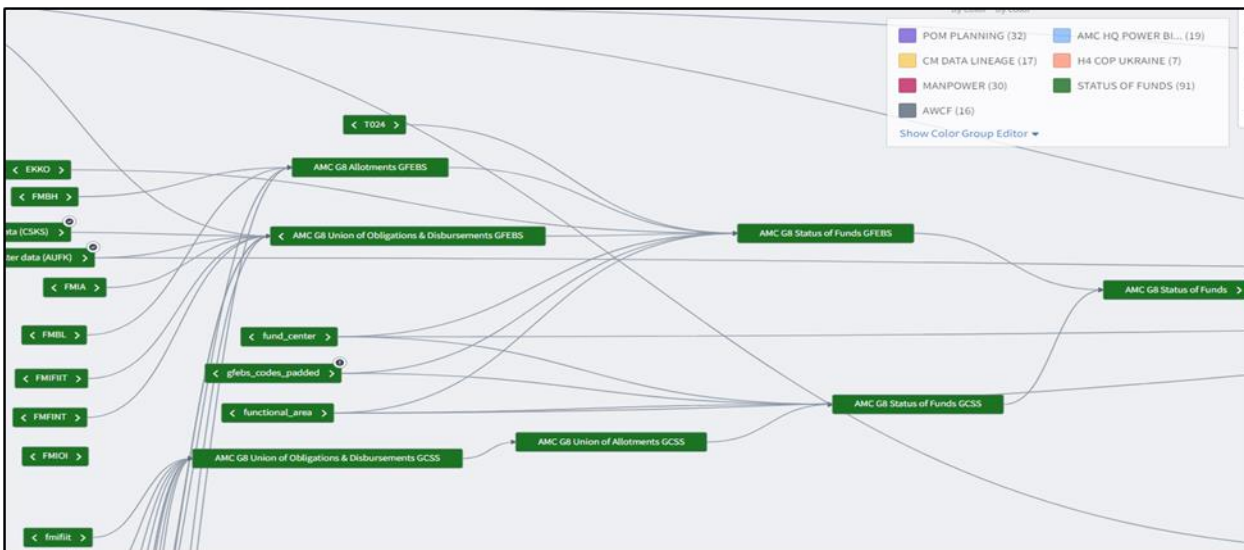 POM PLANNING (32)
AMC HQ POWER BI... (19)
CM DATA LINEAGE (17)
H4 COP UKRAINE (7)
MANPOWER (30)
STATUS OF FUNDS (91)
AWCF (16)
Show Color Group Editor
T024
EKKO
AMC G8 Allotments GFEBS
FMBH
ata (CSKS)
AMC G8 Union of Obligations & Disbursements GFEBS
AMC G8 Status of Funds GFEBS
ter data (AUFK)
FMIA
AMC G8 Status of Funds
FMBL
fund_center
FMIFIIT
gfebs_codes_padded
FMFINT
functional_area
AMC G8 Status of Funds GCSS
FMIOI
AMC G8 Union of Obligations & Disbursements GCSS
AMC G8 Union of Allotments GCSS
fmifiit